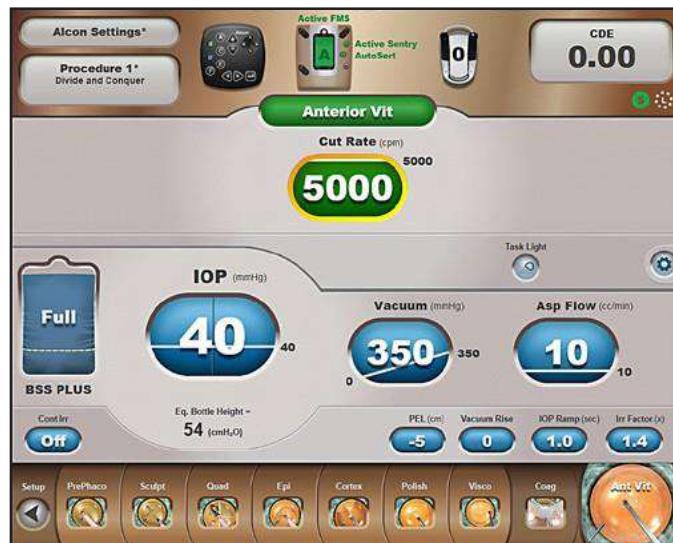 Alcon Settings*
Procedure 1*
Divide and Conquer
Active FMS
A
Active Sentry
AutoSert
0
CDE
0.00
S
L
Anterior Vit
Cut Rate (cpm)
5000
5000
Task Light
Full
BSS PLUS
IOP (mmHg)
40
40
Vacuum (mmHg)
350
350
0
Asp Flow (cc/min)
10
10
Cont Irr
Off
Eq. Bottle Height =
54 (cmH₂O)
PEL (cm)
-5
Vacuum Rise
0
IOP Ramp (sec)
1.0
Irr Factor (x)
1.4
Setup
PrePhaco
Sculpt
Quad
Epi
Cortex
Polish
Visco
Coag
Ant Vit